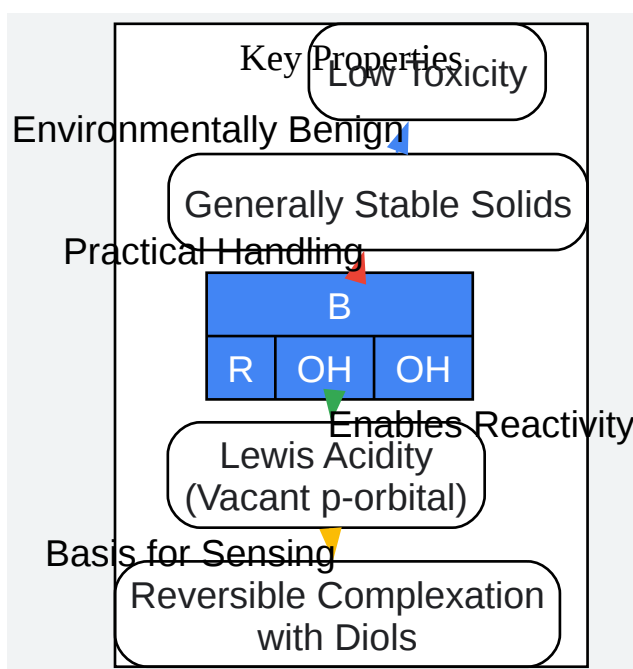 Key Properties
Low Toxicity
Environmentally Benign
Generally Stable Solids
Practical Handling
B
R OH OH
Enables Reactivity
Lewis Acidity
(Vacant p-orbital)
Basis for Sensing
Reversible Complexation
with Diols